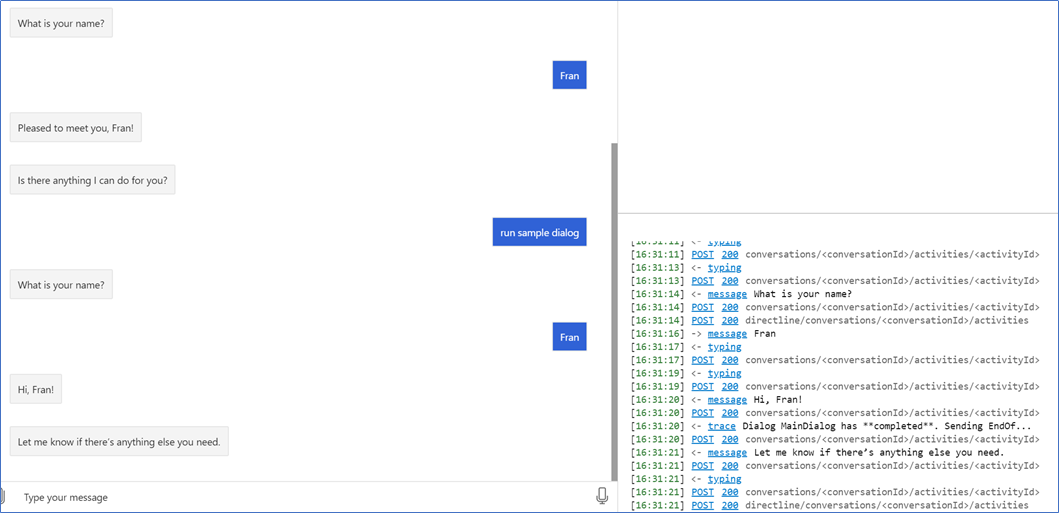 What is your name?
Fran
Pleased to meet you, Fran!
Is there anything I can do for you?
run sample dialog
What is your name?
Fran
Hi, Fran!
Let me know if there's anything else you need.
Type your message
[16:31:11] <- typing
[16:31:11] POST 200 conversations/<conversationId>/activities/<activityId>
[16:31:13] <- typing
[16:31:13] POST 200 conversations/<conversationId>/activities/<activityId>
[16:31:14] <- message What is your name?
[16:31:14] POST 200 conversations/<conversationId>/activities/<activityId>
[16:31:14] POST 200 directline/conversations/<conversationId>/activities
[16:31:16] -> message Fran
[16:31:17] <- typing
[16:31:17] POST 200 conversations/<conversationId>/activities/<activityId>
[16:31:19] <- typing
[16:31:19] POST 200 conversations/<conversationId>/activities/<activityId>
[16:31:20] <- message Hi, Fran!
[16:31:20] POST 200 conversations/<conversationId>/activities/<activityId>
[16:31:20] <- trace Dialog MainDialog has **completed**. Sending EndOf...
[16:31:20] POST 200 conversations/<conversationId>/activities/<activityId>
[16:31:21] <- message Let me know if there's anything else you need.
[16:31:21] POST 200 conversations/<conversationId>/activities/<activityId>
[16:31:21] <- typing
[16:31:21] POST 200 conversations/<conversationId>/activities/<activityId>
[16:31:21] POST 200 directline/conversations/<conversationId>/activities